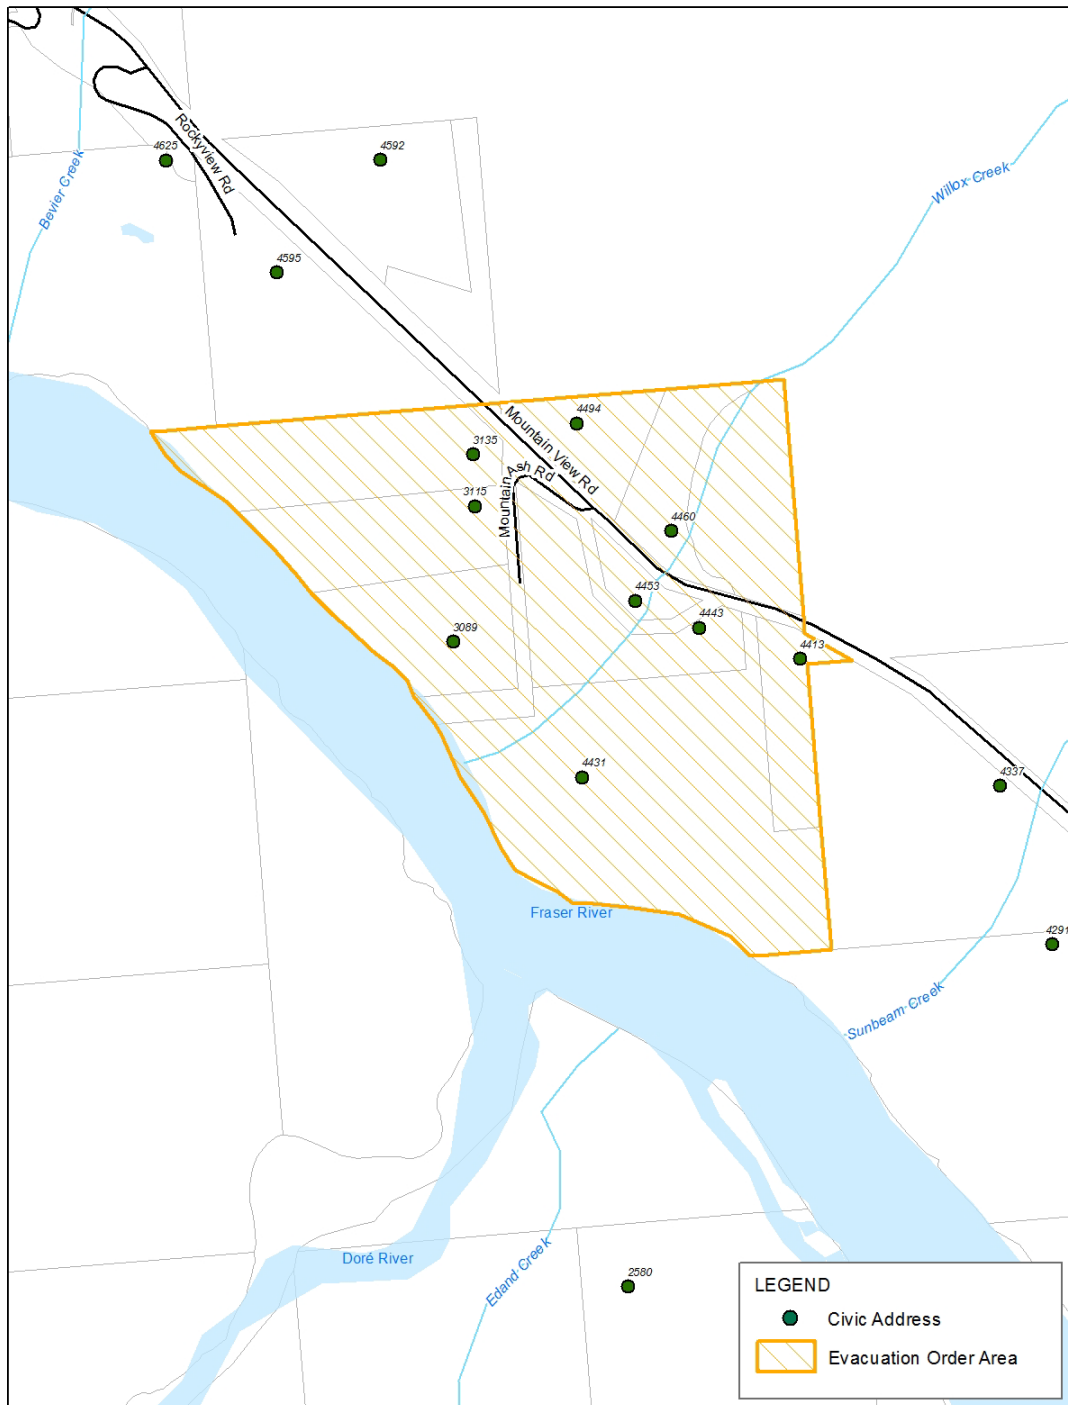 Rockyview Rd
4625
4592
Bevier Creek
Willox Creek
4595
4494
Mountain View Rd
3135
Mountain Ash Rd
3115
4460
4453
4443
3089
4413
4431
4337
Fraser River
4291
Sunbeam Creek
Doré River
Edand Creek
2580
LEGEND
Civic Address
Evacuation Order Area